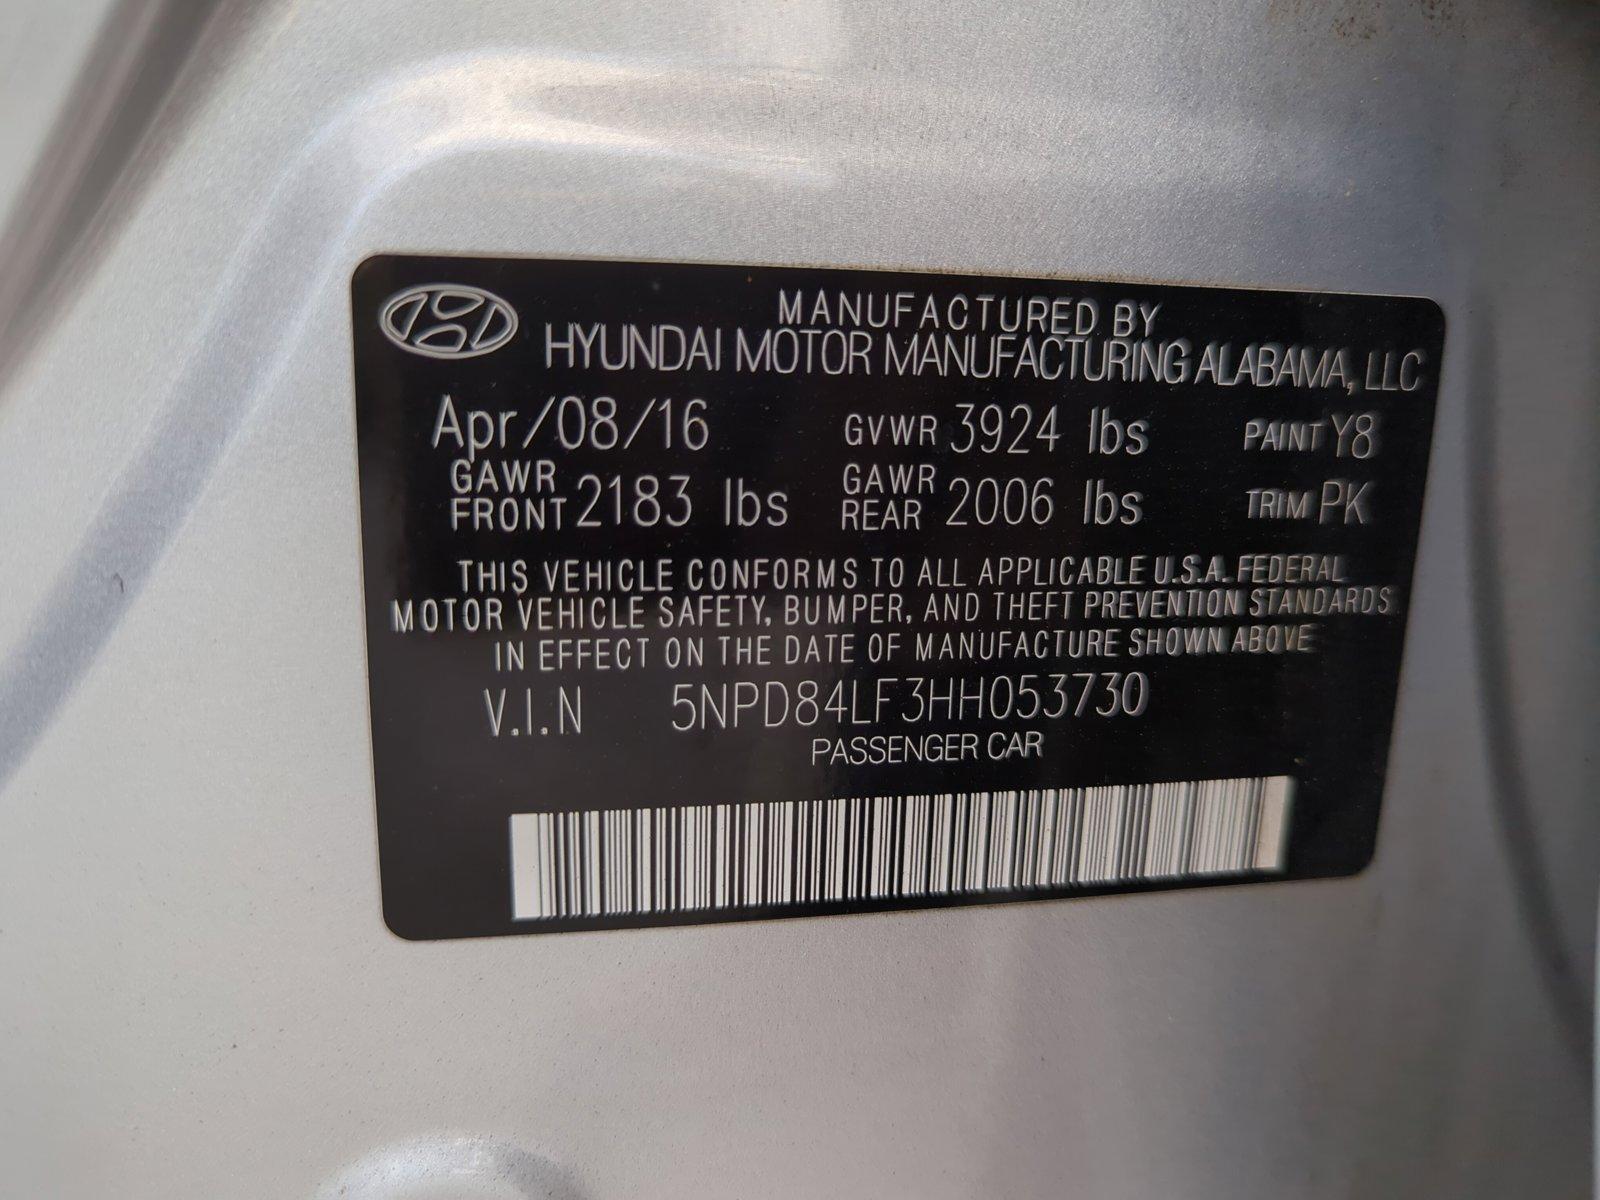 MANUFACTURED BY
HYUNDAI MOTOR MANUFACTURING ALABAMA, LLC
Apr/08/16 GVWR 3924 lbs PAINT Y8
GAWR FRONT 2183 lbs GAWR REAR 2006 lbs TRIM PK
THIS VEHICLE CONFORMS TO ALL APPLICABLE U.S.A. FEDERAL
MOTOR VEHICLE SAFETY, BUMPER, AND THEFT PREVENTION STANDARDS
IN EFFECT ON THE DATE OF MANUFACTURE SHOWN ABOVE
V.I.N 5NPD84LF3HH053730
PASSENGER CAR